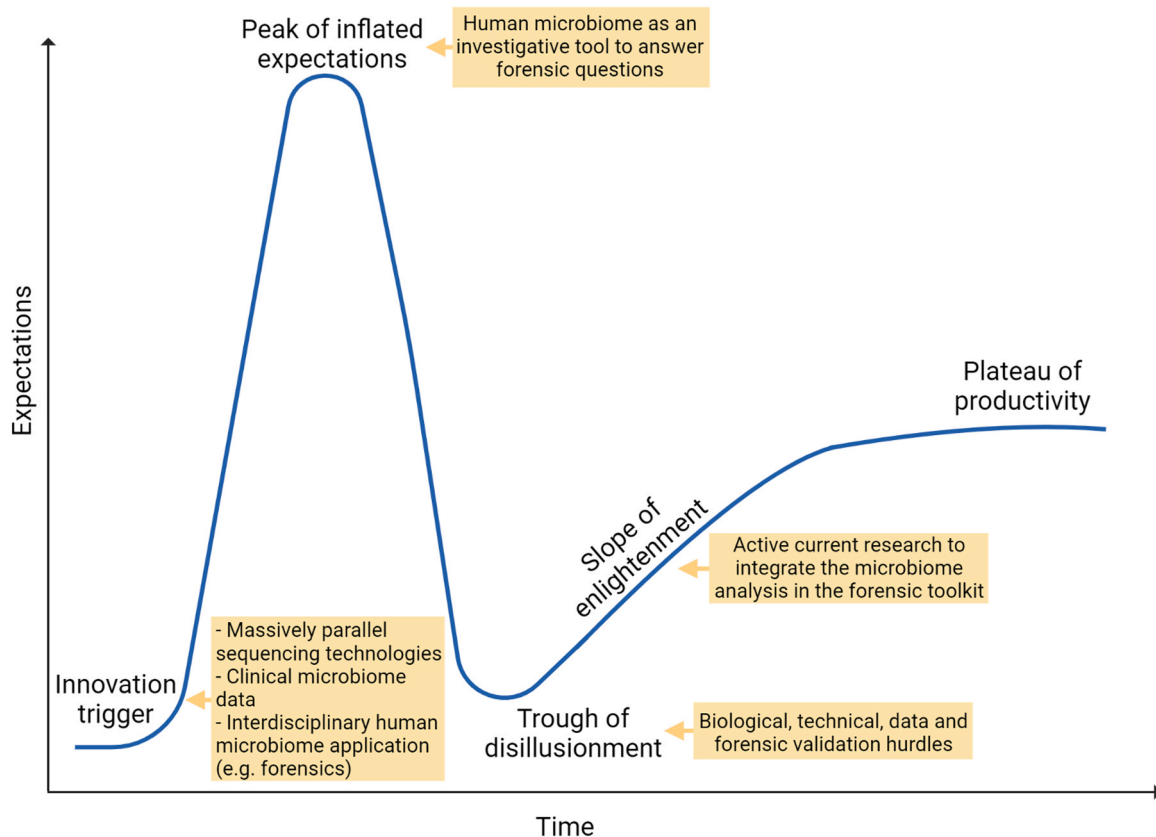 Peak of inflated
expectations
Human microbiome as an
investigative tool to answer
forensic questions
Expectations
Plateau of
productivity
Slope of
enlightenment
Active current research to
integrate the microbiome
analysis in the forensic toolkit
Innovation
trigger
- Massively parallel
sequencing technologies
- Clinical microbiome
data
- Interdisciplinary human
microbiome application
(e.g. forensics)
Trough of
disillusionment
Biological, technical, data and
forensic validation hurdles
Time